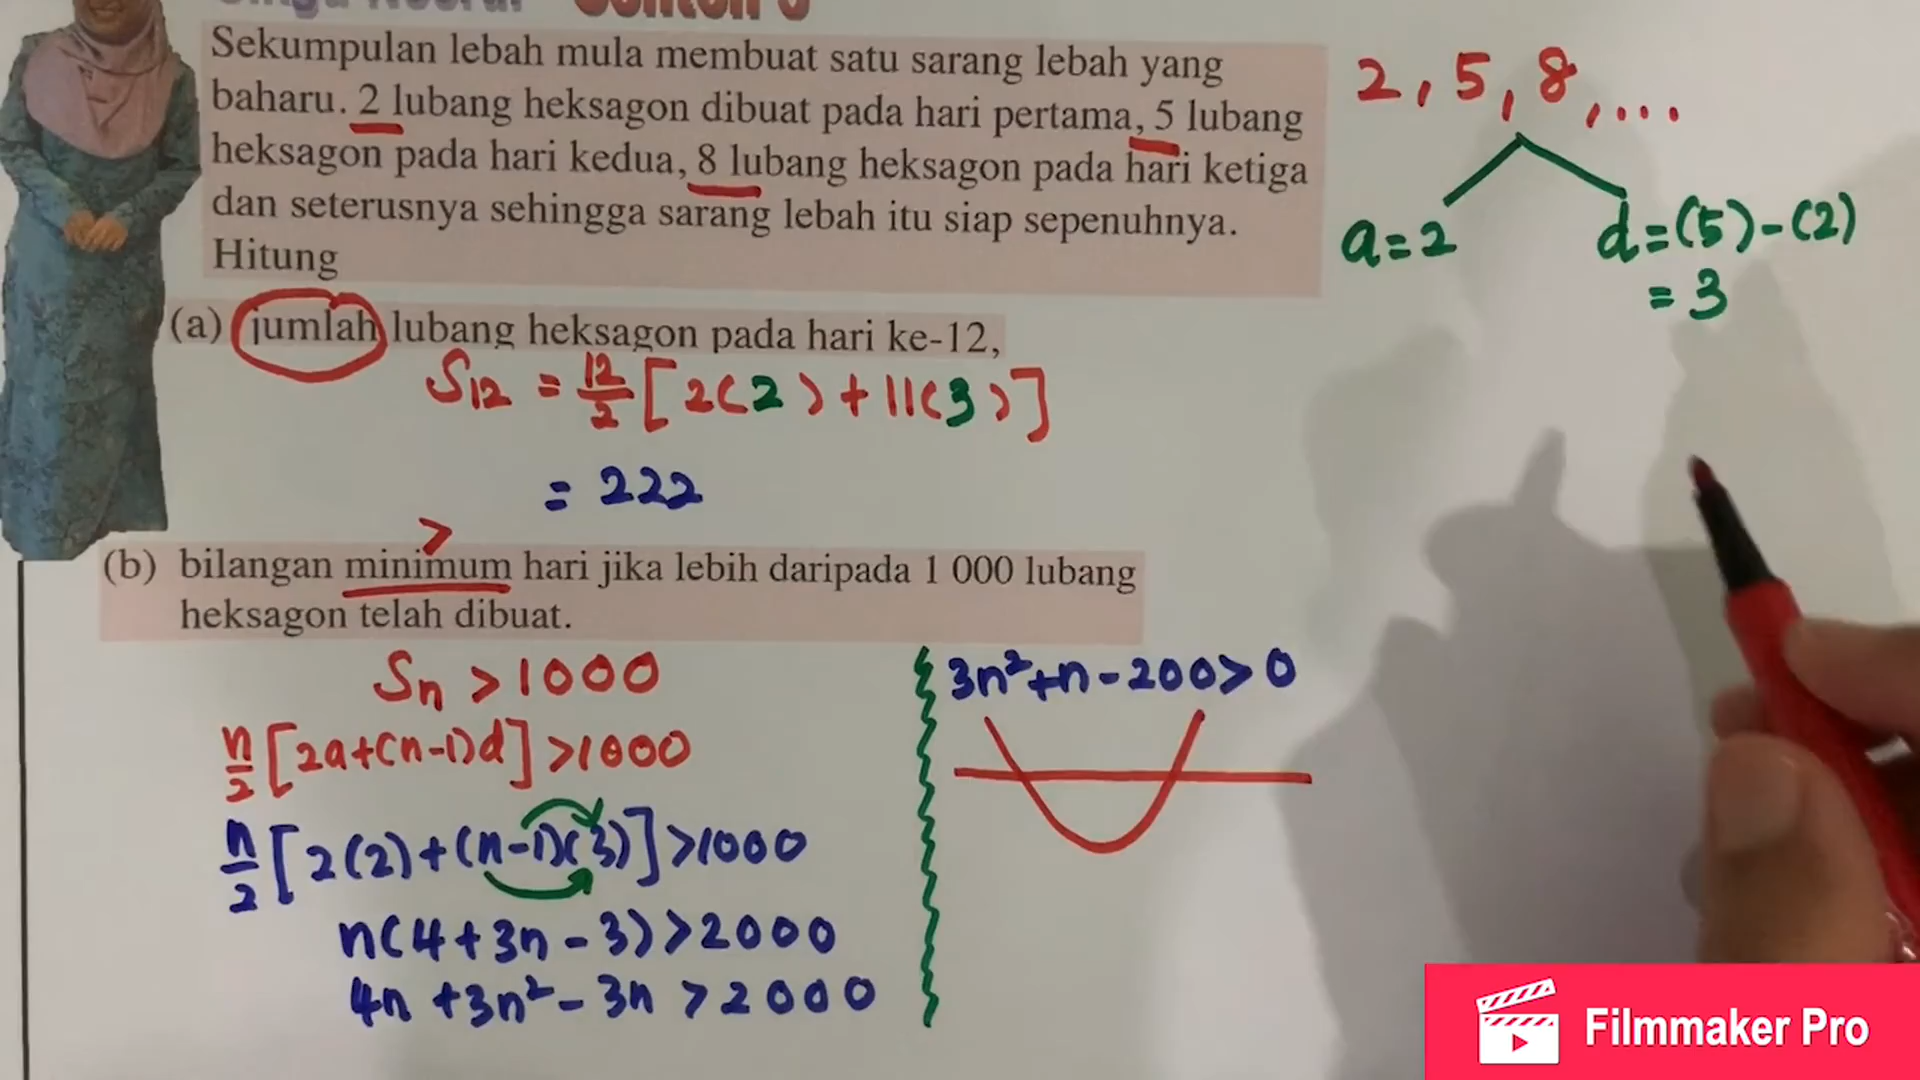 Sekumpulan lebah mula membuat satu sarang lebah yang
baharu. 2 lubang heksagon dibuat pada hari pertama, 5 lubang
heksagon pada hari kedua, 8 lubang heksagon pada hari ketiga
dan seterusnya sehingga sarang lebah itu siap sepenuhnya.
Hitung
2, 5, 8, ...
a=2
d=(5)-(2)
= 3
(a) jumlah lubang heksagon pada hari ke-12,
S12 = 12/2 [2(2)+11(3)]
= 222
>
(b) bilangan minimum hari jika lebih daripada 1 000 lubang
heksagon telah dibuat.
Sn > 1000
n/2 [2a+(n-1)d] >1000
n/2 [2(2)+(n-1)(3)] >1000
n(4+3n-3)>2000
4n+3n²-3n >2000
3n²+n-200>0
Filmmaker Pro